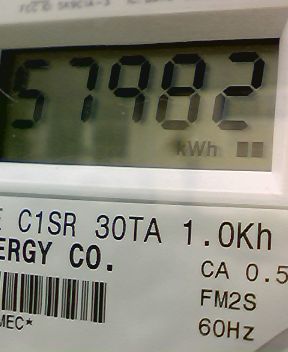 57982
kWh
C1SR 30TA 1.0Kh
ERGY CO.
CA 0.5
FM2S
60Hz
MEC*